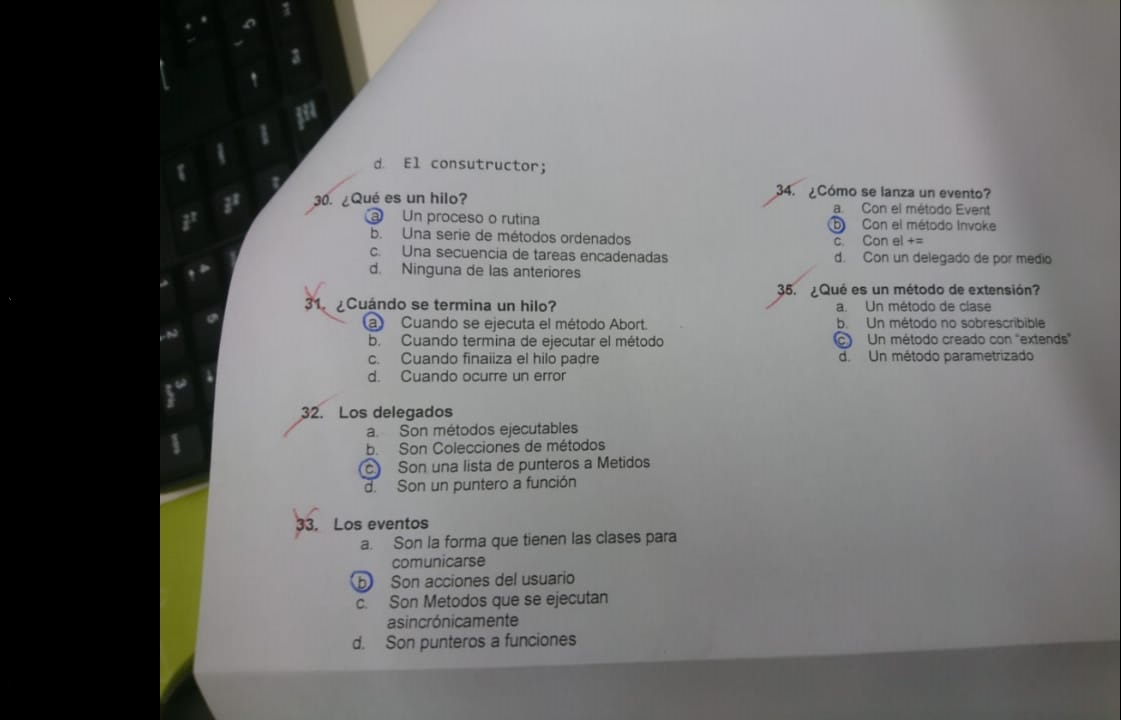 d. El consutructor;
30. ¿Qué es un hilo?
a Un proceso o rutina
b. Una serie de métodos ordenados
c. Una secuencia de tareas encadenadas
d. Ninguna de las anteriores
31. ¿Cuándo se termina un hilo?
a Cuando se ejecuta el método Abort.
b. Cuando termina de ejecutar el método
c. Cuando finaiiza el hilo padre
d. Cuando ocurre un error
32. Los delegados
a. Son métodos ejecutables
b. Son Colecciones de métodos
c Son una lista de punteros a Metidos
d. Son un puntero a función
33. Los eventos
a. Son la forma que tienen las clases para
comunicarse
b Son acciones del usuario
c. Son Metodos que se ejecutan
asincrónicamente
d. Son punteros a funciones
34. ¿Cómo se lanza un evento?
a. Con el método Event
b Con el método Invoke
c. Con el +=
d. Con un delegado de por medio
35. ¿Qué es un método de extensión?
a. Un método de clase
b. Un método no sobrescribible
c Un método creado con "extends"
d. Un método parametrizado